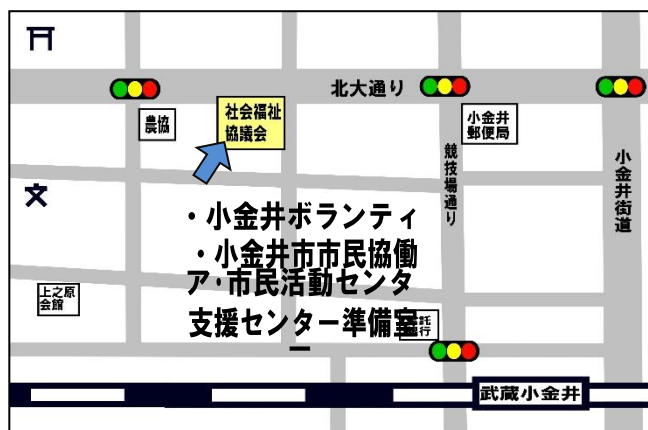 北大通り
農協
社会福祉
協議会
小金井
郵便局
競技場通り
小金井街道
・小金井ボランティ
・小金井市市民協働
ア・市民活動センタ
支援センター準備室
ー
上之原
会館
託
行
武蔵小金井